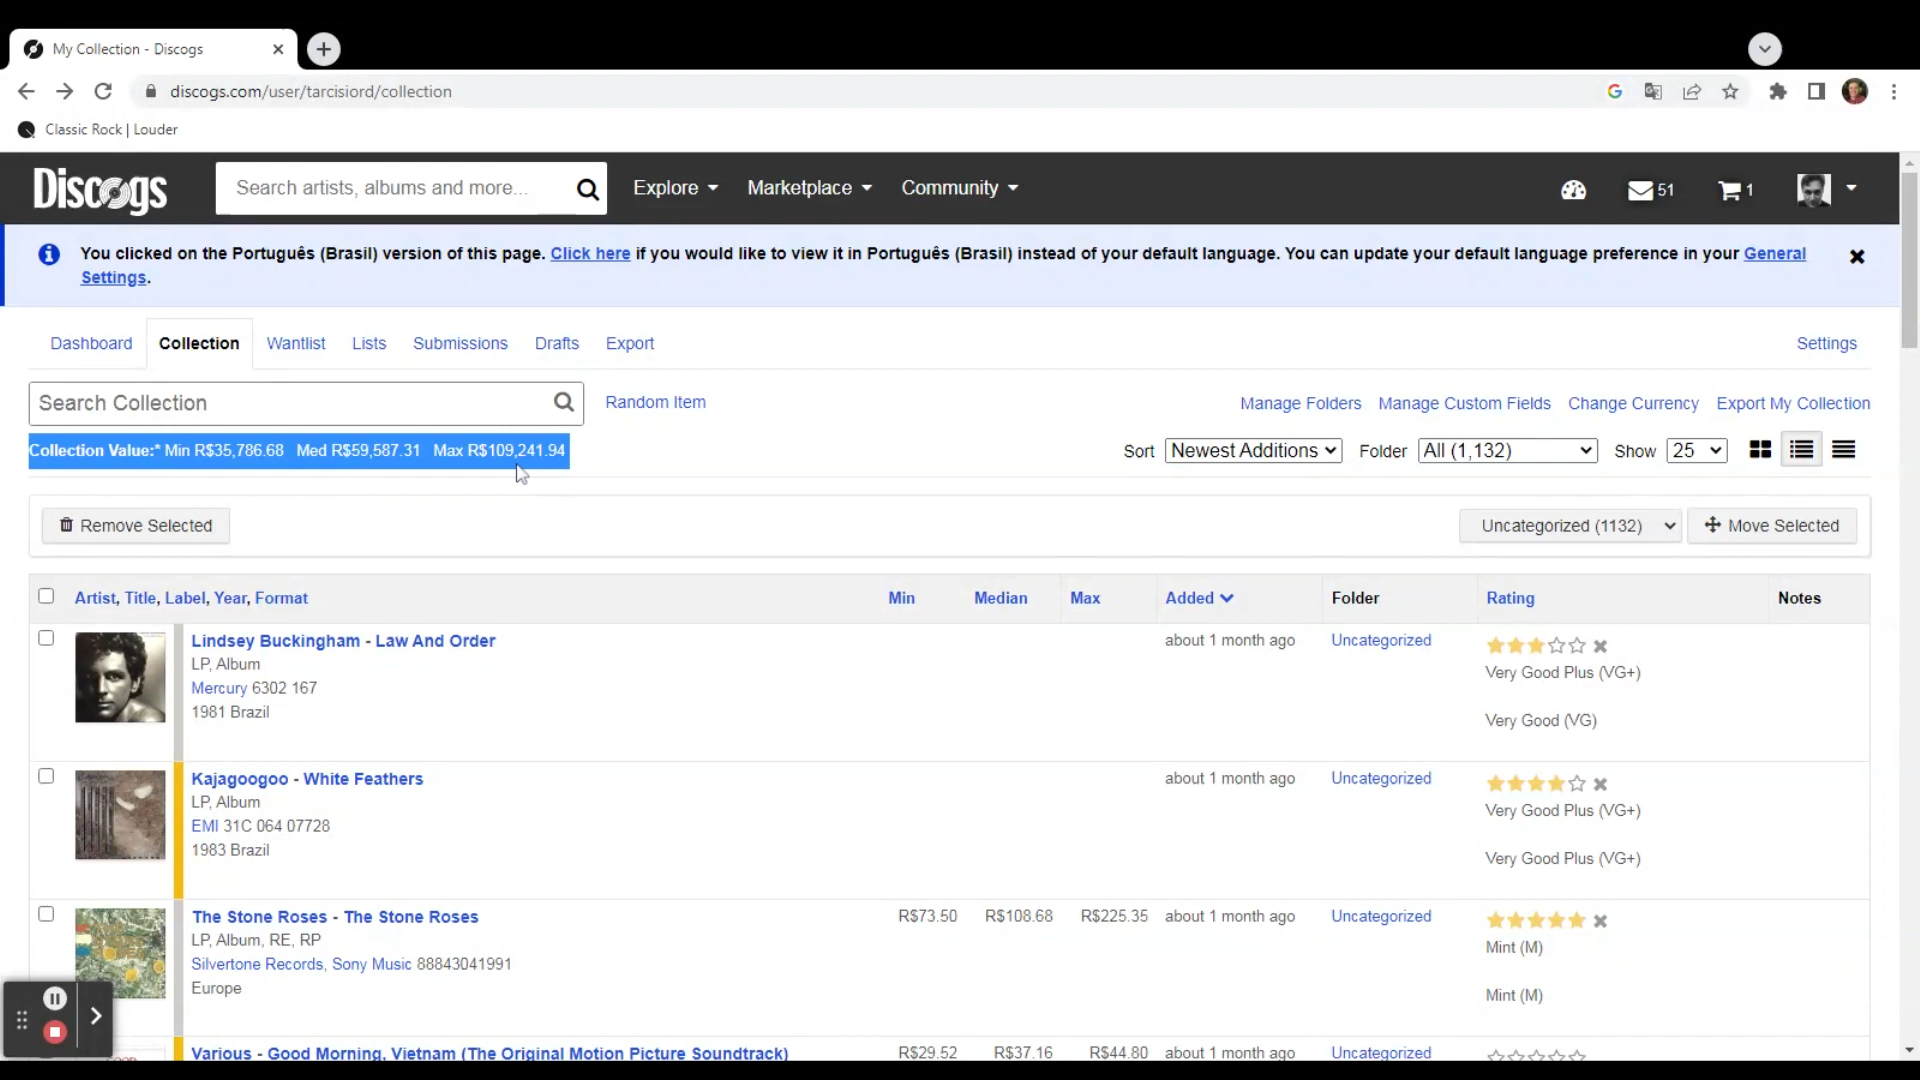 My Collection - Discogs
discogs.com/user/tarcisiord/collection
Classic Rock | Louder
Discogs
Search artists, albums and more...
Explore
Marketplace
Community
51
1
You clicked on the Português (Brasil) version of this page. Click here if you would like to view it in Português (Brasil) instead of your default language. You can update your default language preference in your General
Settings.
Dashboard Collection Wantlist Lists Submissions Drafts Export Settings
Search Collection
Random Item
Manage Folders Manage Custom Fields Change Currency Export My Collection
Collection Value:* Min R$35,786.68 Med R$59,587.31 Max R$109,241.94
Sort Newest Additions Folder All (1,132) Show 25
Remove Selected
Uncategorized (1132) Move Selected
Artist, Title, Label, Year, Format Min Median Max Added Folder Rating Notes
Lindsey Buckingham - Law And Order
LP, Album
Mercury 6302 167
1981 Brazil
about 1 month ago
Uncategorized
Very Good Plus (VG+)
Very Good (VG)
Kajagoogoo - White Feathers
LP, Album
EMI 31C 064 07728
1983 Brazil
about 1 month ago
Uncategorized
Very Good Plus (VG+)
Very Good Plus (VG+)
The Stone Roses - The Stone Roses
LP, Album, RE, RP
Silvertone Records, Sony Music 88843041991
Europe
R$73.50 R$108.68 R$225.35 about 1 month ago
Uncategorized
Mint (M)
Mint (M)
Various - Good Morning, Vietnam (The Original Motion Picture Soundtrack)
R$29.52 R$37.16 R$44.80 about 1 month ago
Uncategorized